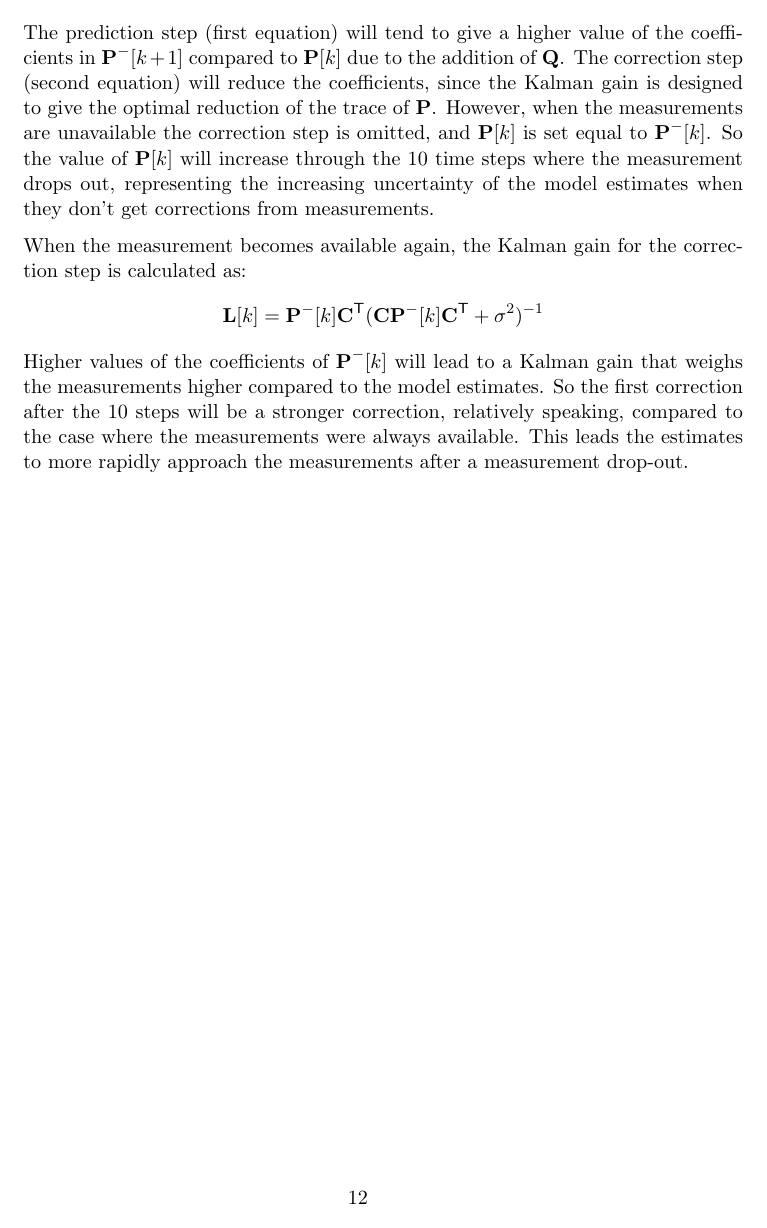 The prediction step (first equation) will tend to give a higher value of the coeffi-
cients in P⁻[k+1] compared to P[k] due to the addition of Q. The correction step
(second equation) will reduce the coefficients, since the Kalman gain is designed
to give the optimal reduction of the trace of P. However, when the measurements
are unavailable the correction step is omitted, and P[k] is set equal to P⁻[k]. So
the value of P[k] will increase through the 10 time steps where the measurement
drops out, representing the increasing uncertainty of the model estimates when
they don't get corrections from measurements.
When the measurement becomes available again, the Kalman gain for the correc-
tion step is calculated as:
L[k] = P⁻[k]Cᵀ(CP⁻[k]Cᵀ + σ²)⁻¹
Higher values of the coefficients of P⁻[k] will lead to a Kalman gain that weighs
the measurements higher compared to the model estimates. So the first correction
after the 10 steps will be a stronger correction, relatively speaking, compared to
the case where the measurements were always available. This leads the estimates
to more rapidly approach the measurements after a measurement drop-out.
12